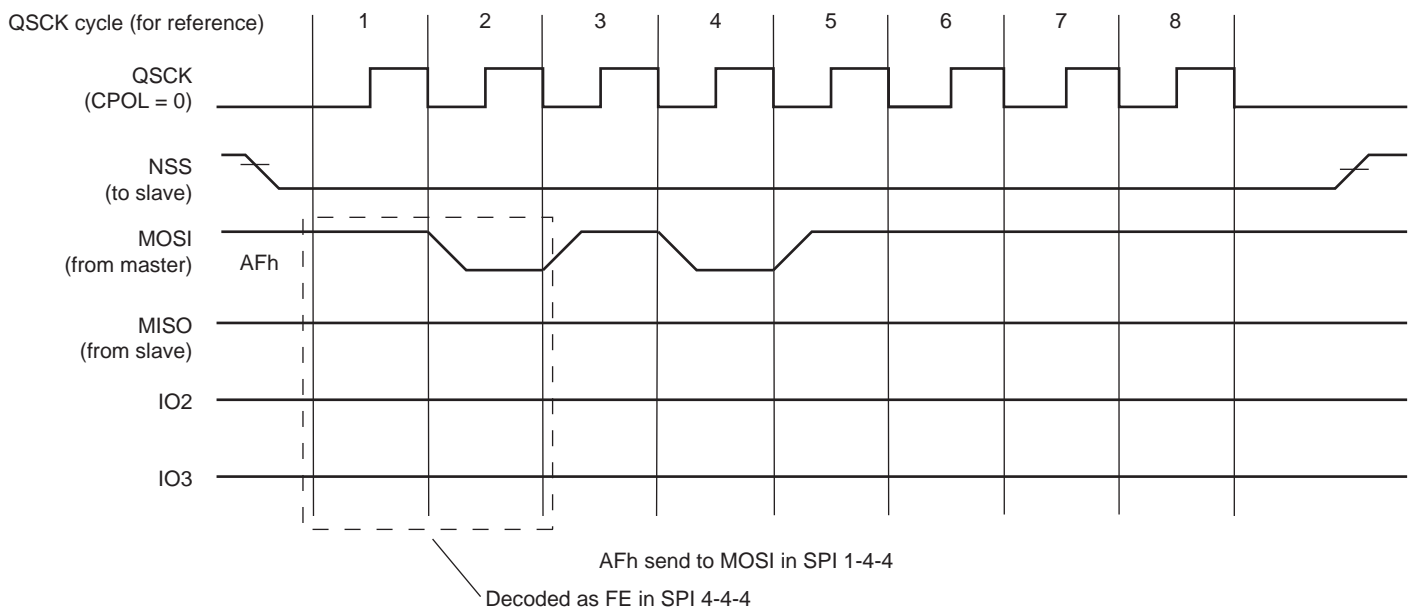 QSCK cycle (for reference) 1 2 3 4 5 6 7 8
QSCK
(CPOL = 0)
NSS
(to slave)
MOSI
(from master) AFh
MISO
(from slave)
IO2
IO3
AFh send to MOSI in SPI 1-4-4
Decoded as FE in SPI 4-4-4